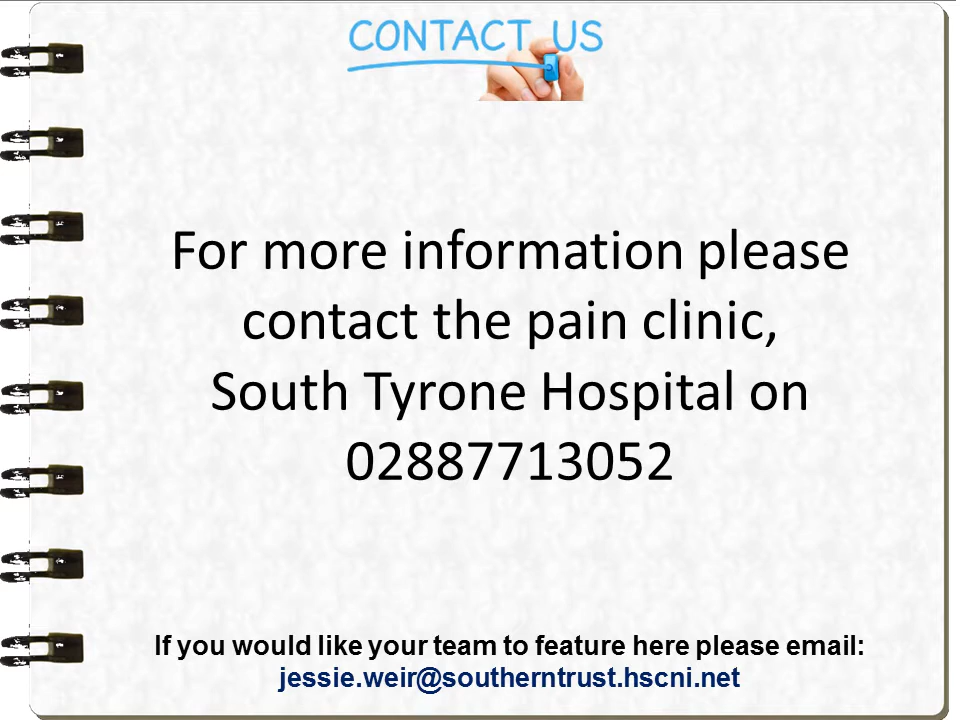 CONTACT US
For more information please
contact the pain clinic,
South Tyrone Hospital on
02887713052
If you would like your team to feature here please email:
jessie.weir@southerntrust.hscni.net